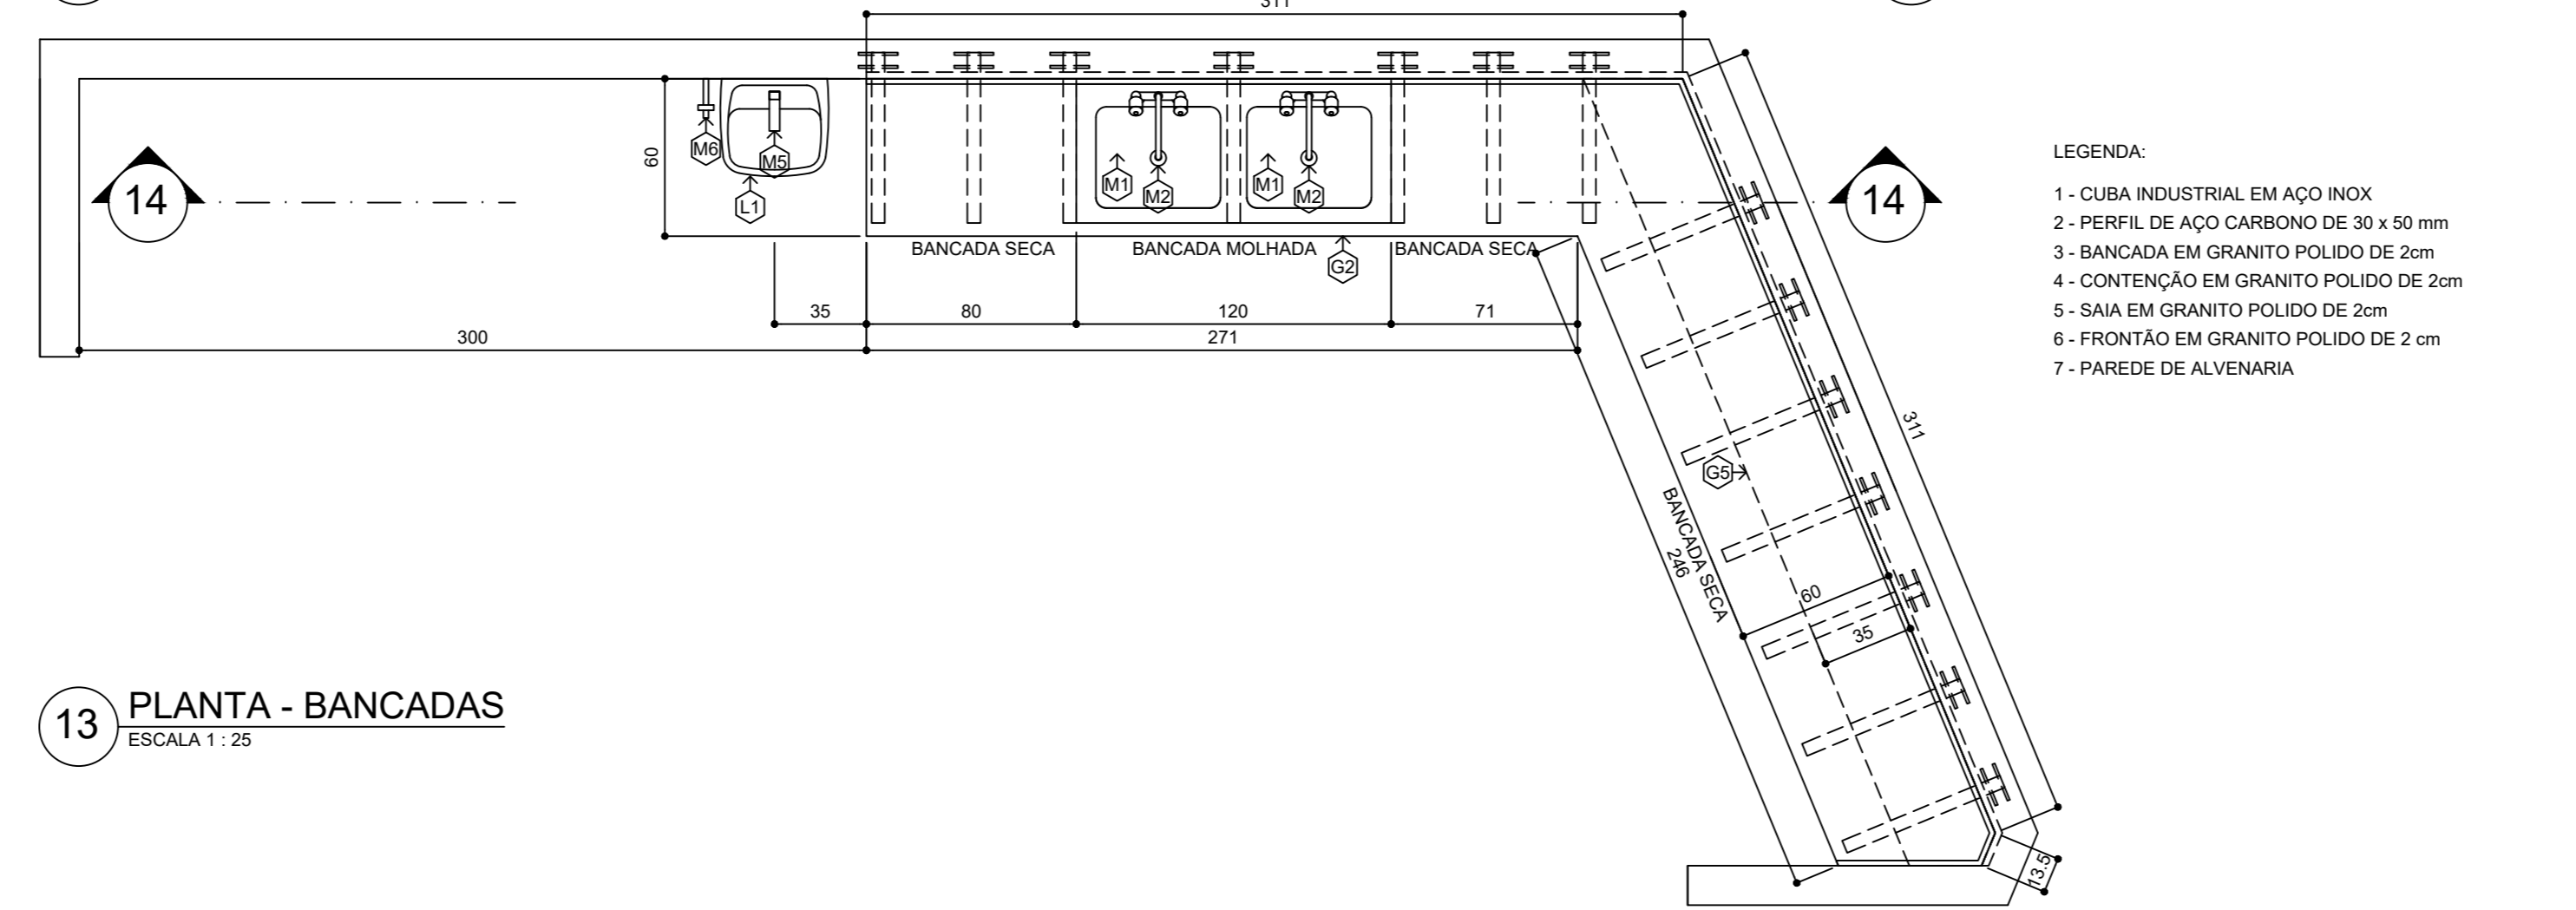 311
14
60
M6
M5
L1
M1
M2
M1
M2
14
BANCADA SECA
BANCADA MOLHADA
BANCADA SECA
G2
35
80
120
71
300
271
LEGENDA:
1 - CUBA INDUSTRIAL EM AÇO INOX
2 - PERFIL DE AÇO CARBONO DE 30 x 50 mm
3 - BANCADA EM GRANITO POLIDO DE 2cm
4 - CONTENÇÃO EM GRANITO POLIDO DE 2cm
5 - SAIA EM GRANITO POLIDO DE 2cm
6 - FRONTÃO EM GRANITO POLIDO DE 2 cm
7 - PAREDE DE ALVENARIA
311
G5
BANCADA SECA
246
60
35
13.5
13
PLANTA - BANCADAS
ESCALA 1 : 25